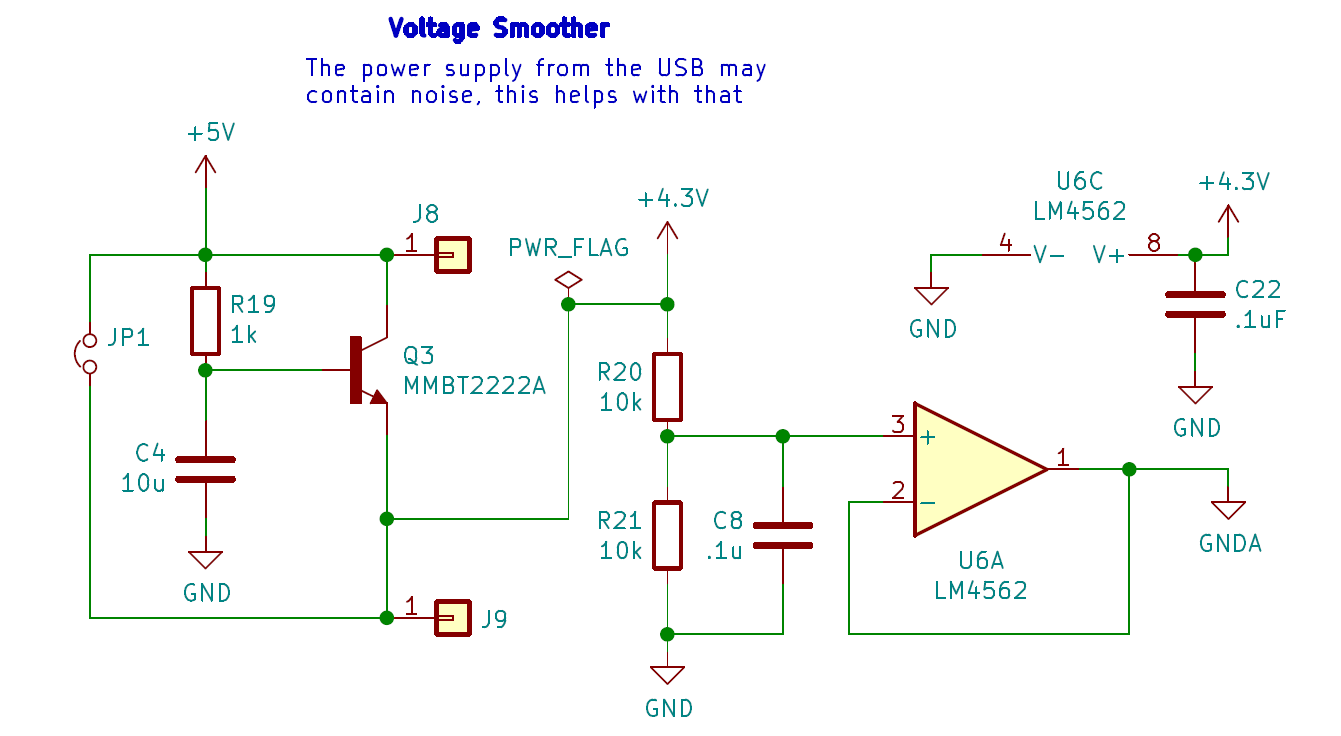 Voltage Smoother
The power supply from the USB may
contain noise, this helps with that
+5V
J8
1
PWR_FLAG
+4.3V
R19
1k
JP1
Q3
MMBT2222A
C4
10u
GND
1
J9
R20
10k
R21
10k
C8
.1u
GND
U6C
LM4562
4
V-
V+
8
+4.3V
GND
C22
.1uF
GND
3
+
2
-
1
U6A
LM4562
GNDA